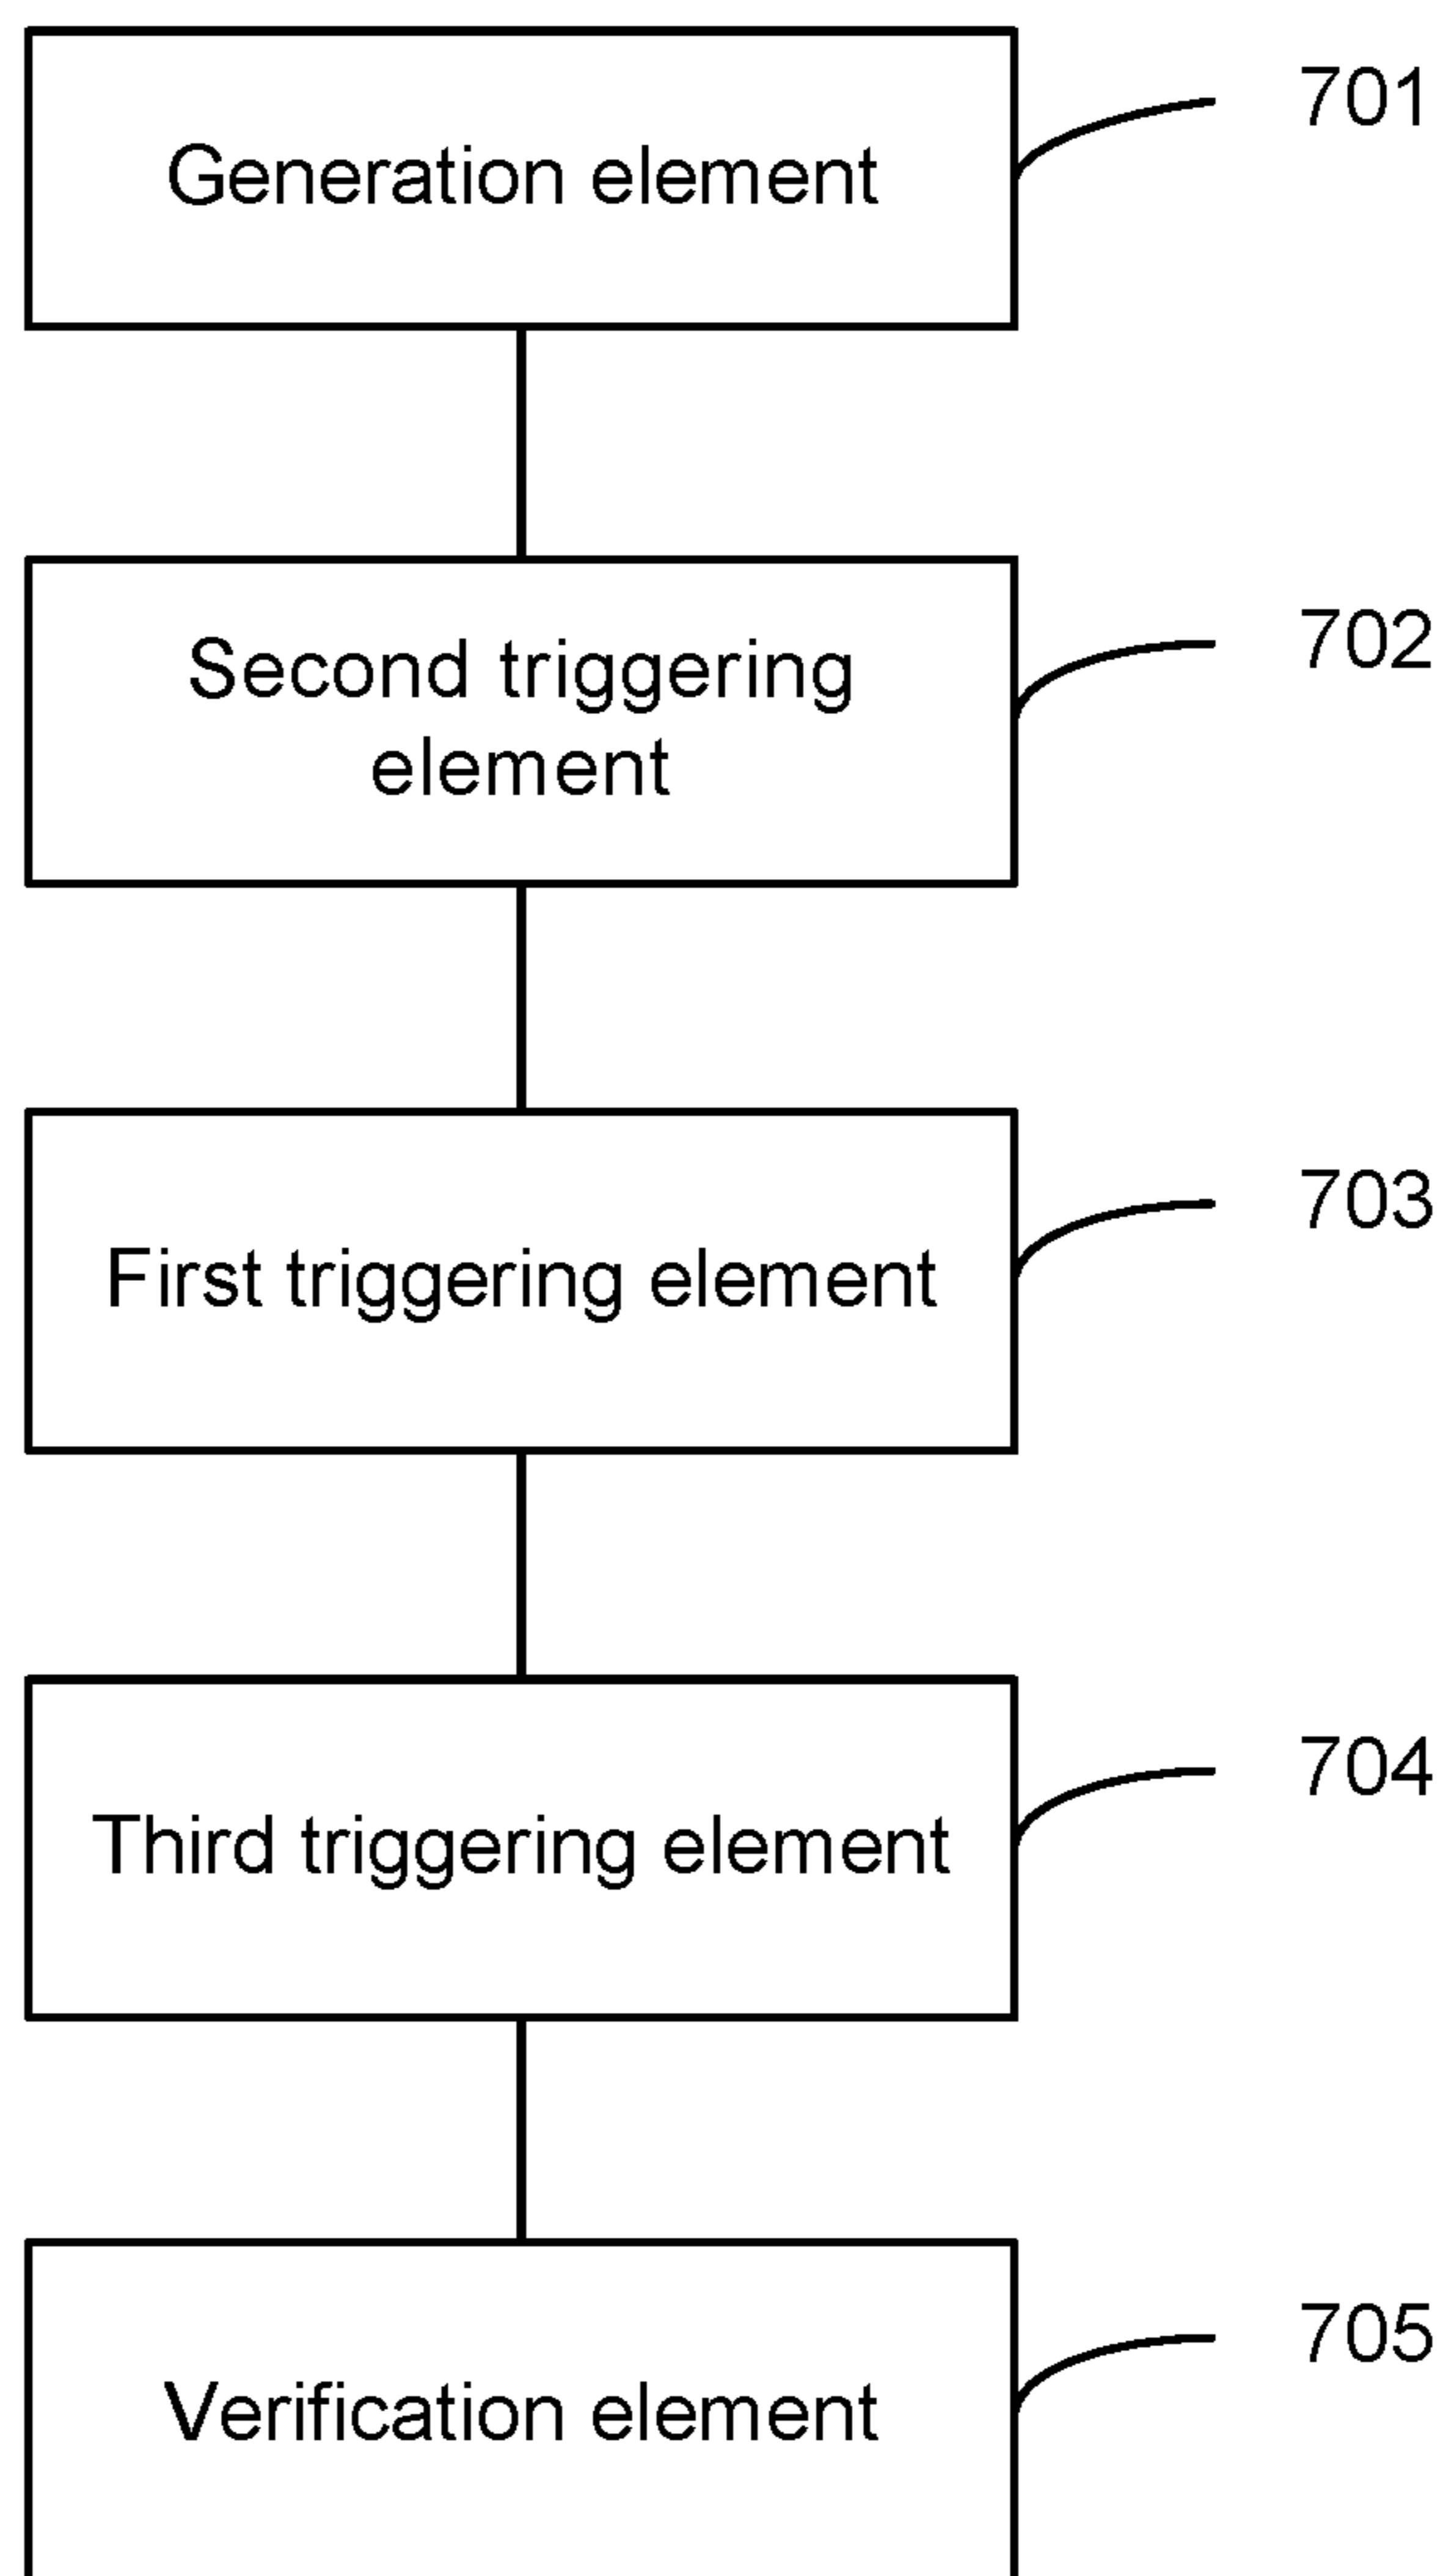 Generation element
701
Second triggering
element
702
First triggering element
703
Third triggering element
704
Verification element
705